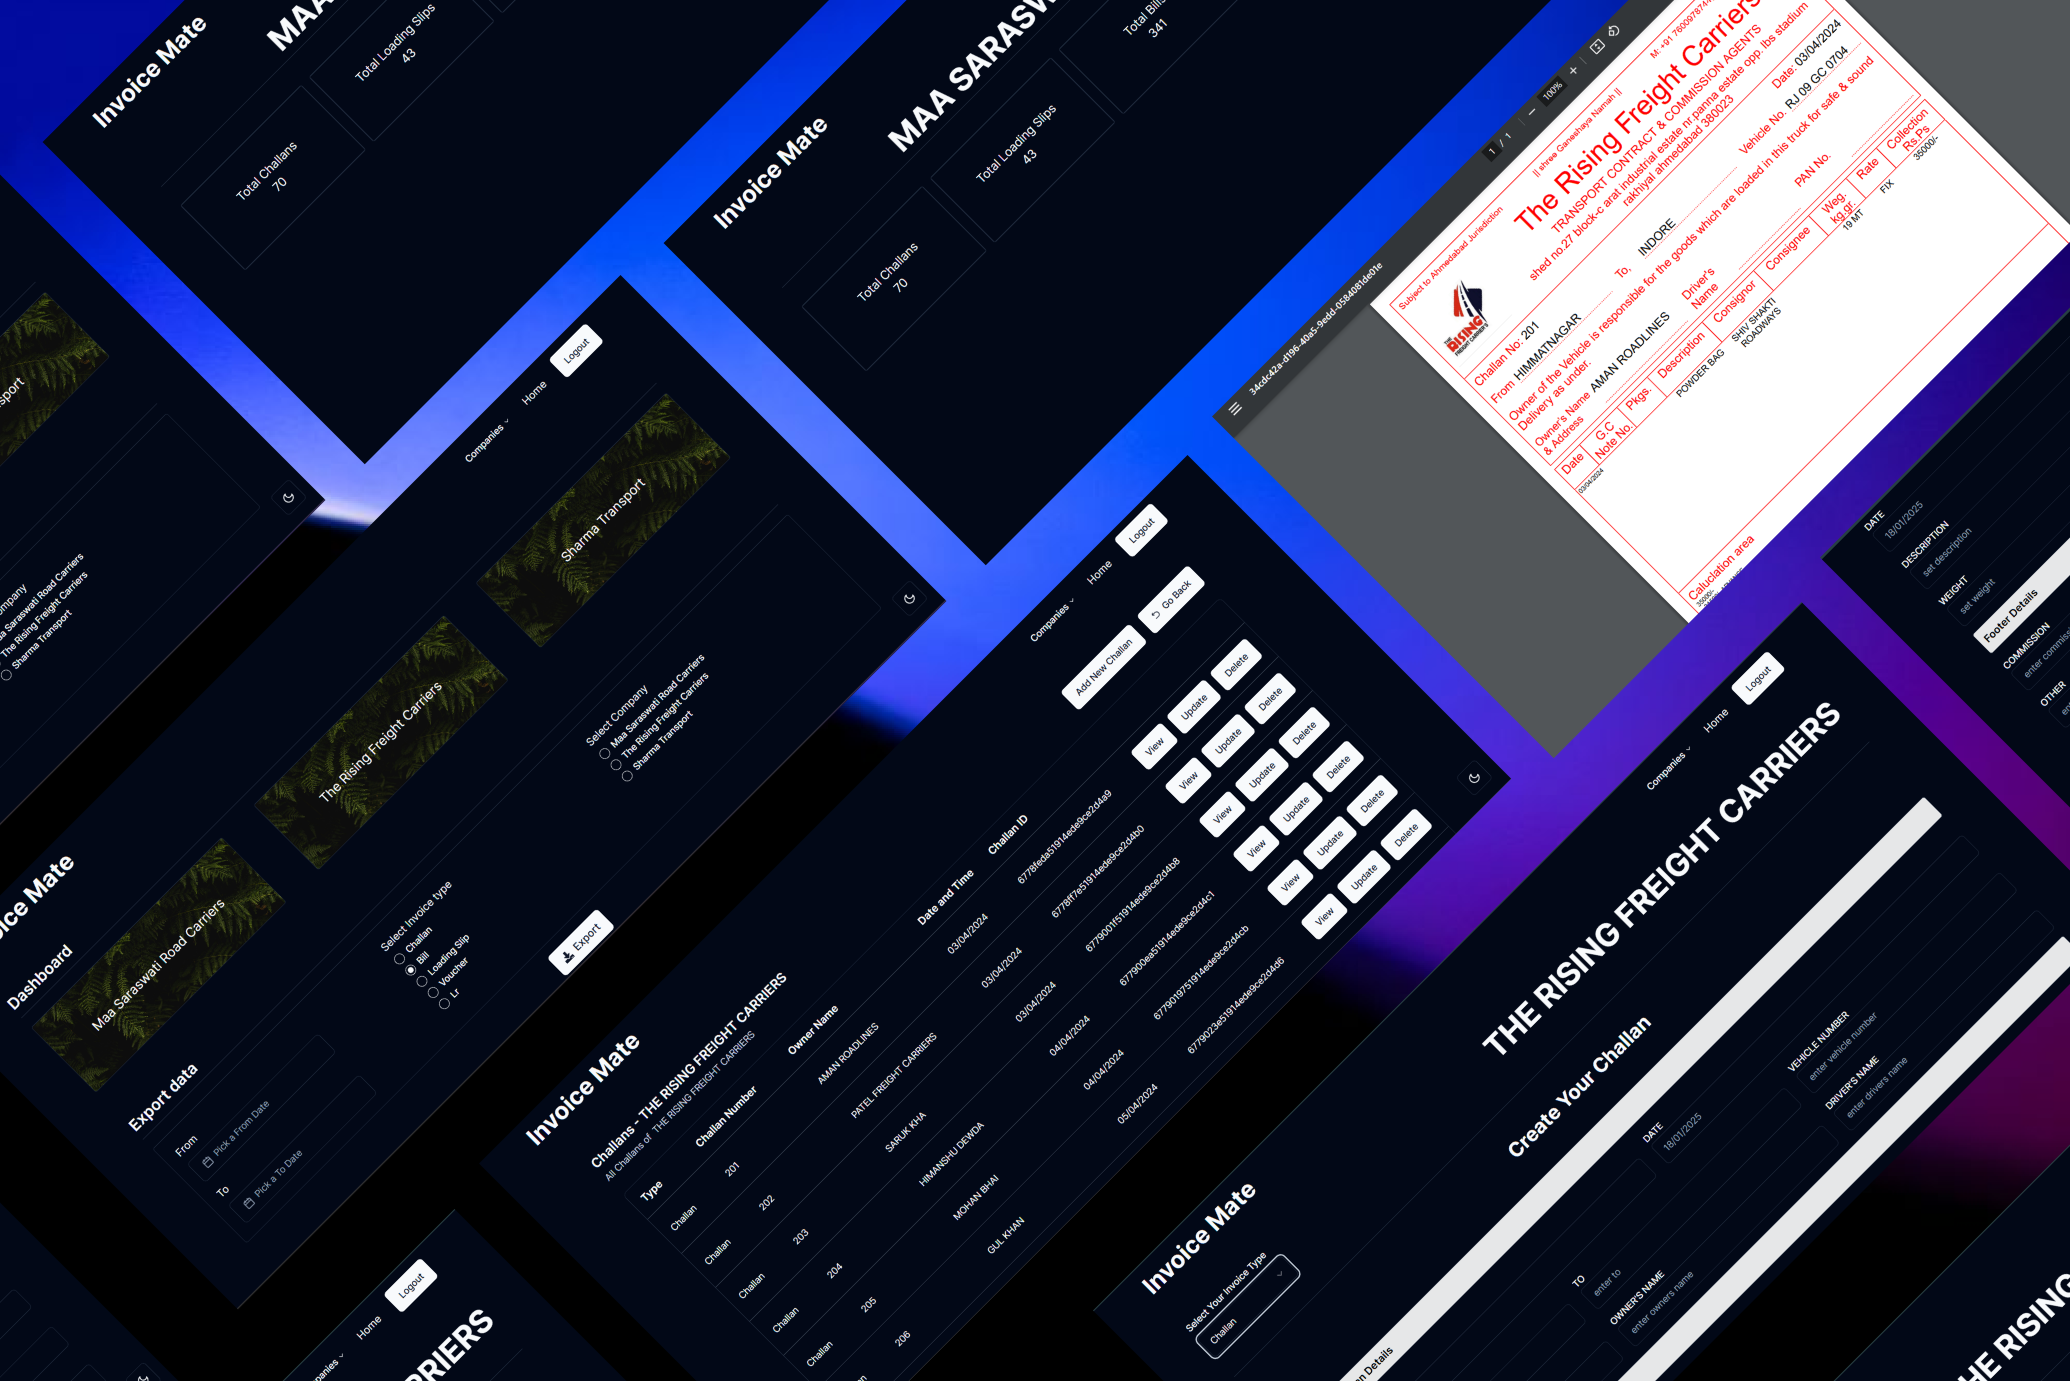 Invoice Mate
MAA
Total Loading Slips
43
Total Challans
70
Invoice Mate
MAA SARASW
Total Bills
341
Total Loading Slips
43
Total Challans
70
34cdc42a-d196-40a5-9edd-0584081de01e
1 / 1
100%
Subject to Ahmedabad Jurisdiction
|| shree Ganeshaya Namah ||
The Rising Freight Carriers
TRANSPORT CONTRACT & COMMISSION AGENTS
shed no.27 block-c arat industrial estate nr.panna estate opp. lbs stadium
rakhiyal ahmedabad 380023
THE
RISING
FREIGHT CARRIERS
Challan No: 201
Date: 03/04/2024
From HIMMATNAGAR
To, INDORE
Vehicle No. RJ 09 GC 0704
Owner of the Vehicle is responsible for the goods which are loaded in this truck for safe & sound
Delivery as under.
Owner's Name AMAN ROADLINES
& Address
Driver's
Name
PAN No.
Date
G.C
Note No.
Pkgs.
Description
Consignor
Consignee
Weg.
kg.gr.
Rate
Collection
Rs Ps
03/04/2024
POWDER BAG
SHIV SHAKTI
ROADWAYS
19 MT
FIX
35000/-
Caluclation area
35000/-
sport
mpany
The Rising Freight Carriers
Sharma Transport
oice Mate
Companies
Home
Logout
Dashboard
Maa Saraswati Road Carriers
The Rising Freight Carriers
Sharma Transport
Export data
From
Pick a From Date
To
Pick a To Date
Select Invoice type
Challan
Bill
Loading Slip
Voucher
Lr
Select Company
Maa Saraswati Road Carriers
The Rising Freight Carriers
Sharma Transport
Export
Invoice Mate
Companies
Home
Logout
Challans - THE RISING FREIGHT CARRIERS
All Challans of THE RISING FREIGHT CARRIERS
Add New Challan
Go Back
Type
Challan Number
Owner Name
Date and Time
Challan ID
Challan
201
AMAN ROADLINES
03/04/2024
6778feda51914ede9ce2d4a9
View
Update
Delete
Challan
202
PATEL FREIGHT CARRIERS
03/04/2024
6778ff7e51914ede9ce2d4b0
View
Update
Delete
Challan
203
SARUK KHA
03/04/2024
6779001f51914ede9ce2d4b8
View
Update
Delete
Challan
204
HIMANSHU DEWDA
04/04/2024
677900ea51914ede9ce2d4c1
View
Update
Delete
Challan
205
MOHAN BHAI
04/04/2024
6779019751914ede9ce2d4cb
View
Update
Delete
206
GUL KHAN
05/04/2024
6779023e51914ede9ce2d4d6
View
Update
Delete
Invoice Mate
Companies
Home
Logout
THE RISING FREIGHT CARRIERS
Select Your Invoice Type
Challan
Create Your Challan
n Details
DATE
18/01/2025
VEHICLE NUMBER
enter vehicle number
TO
enter to
OWNER'S NAME
enter owners name
DRIVER'S NAME
enter drivers name
DATE
18/01/2025
DESCRIPTION
set description
WEIGHT
set weight
Footer Details
COMMISSION
enter commiss
OTHER
mpanies
Home
Logout
RRIERS
HE RISING